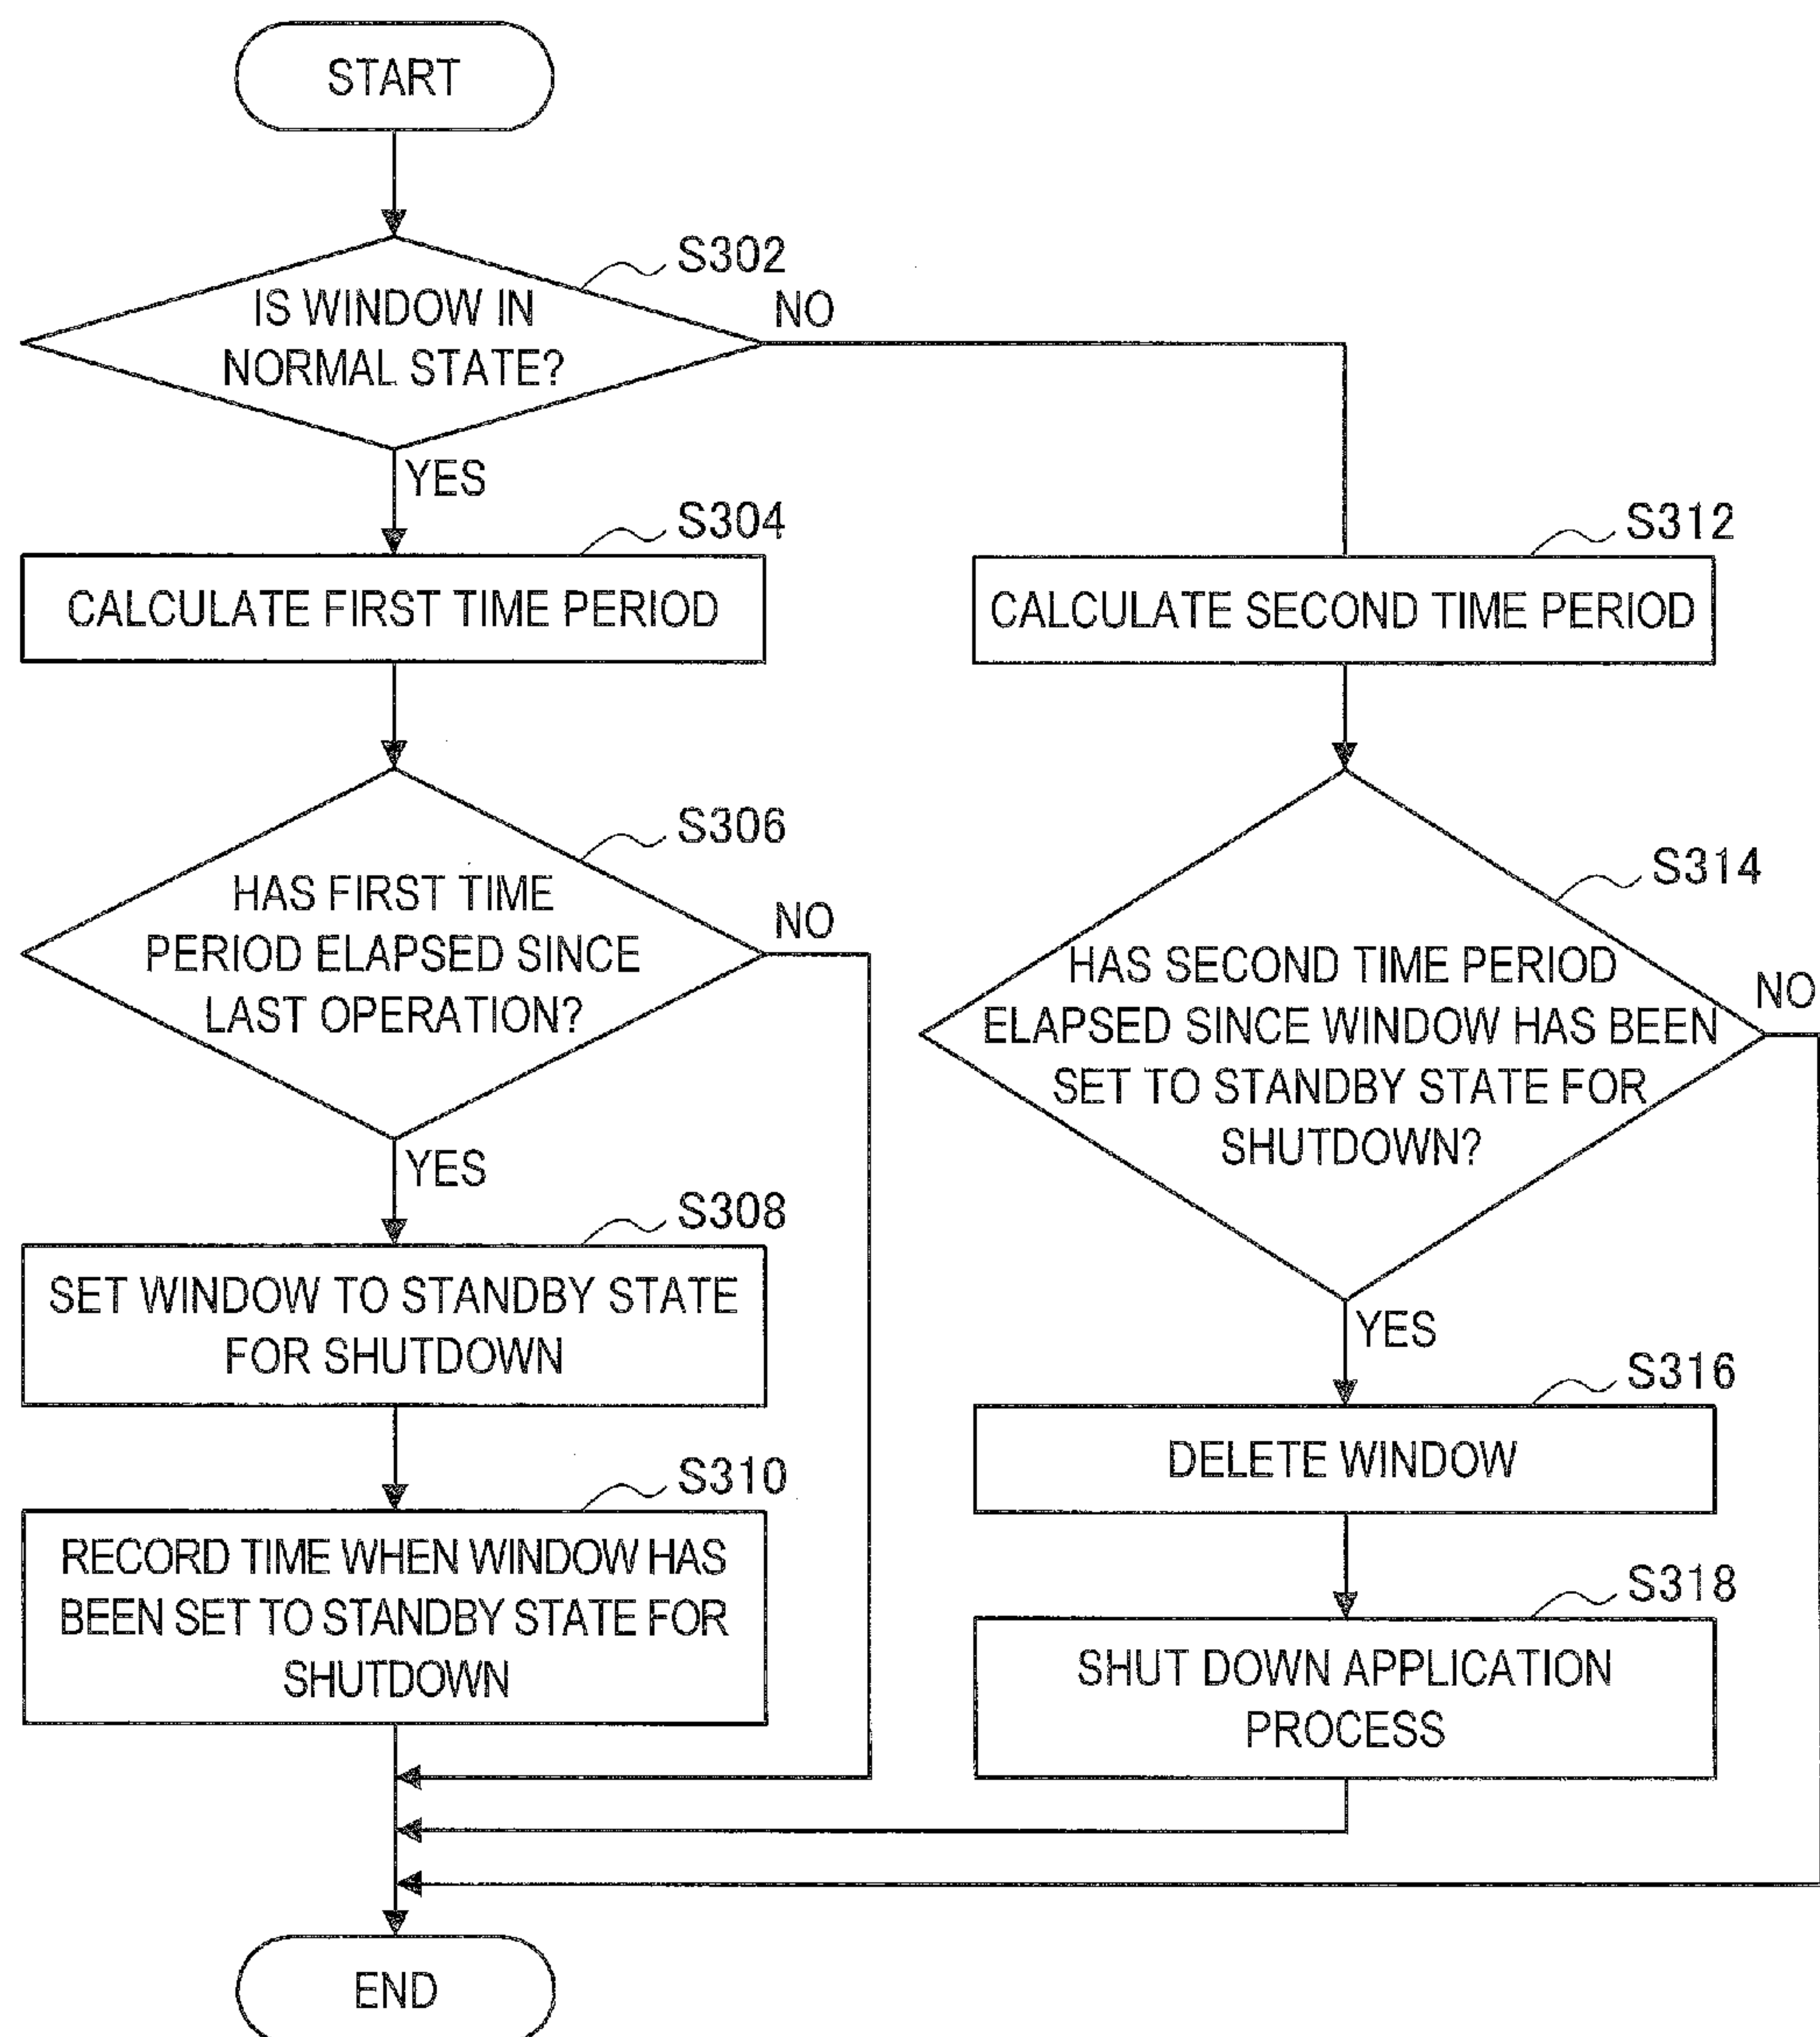 START
S302
IS WINDOW IN
NORMAL STATE?
NO
YES
S304
CALCULATE FIRST TIME PERIOD
S306
HAS FIRST TIME
PERIOD ELAPSED SINCE
LAST OPERATION?
NO
YES
S308
SET WINDOW TO STANDBY STATE
FOR SHUTDOWN
S310
RECORD TIME WHEN WINDOW HAS
BEEN SET TO STANDBY STATE FOR
SHUTDOWN
S312
CALCULATE SECOND TIME PERIOD
S314
HAS SECOND TIME PERIOD
ELAPSED SINCE WINDOW HAS BEEN
SET TO STANDBY STATE FOR
SHUTDOWN?
NO
YES
S316
DELETE WINDOW
S318
SHUT DOWN APPLICATION
PROCESS
END